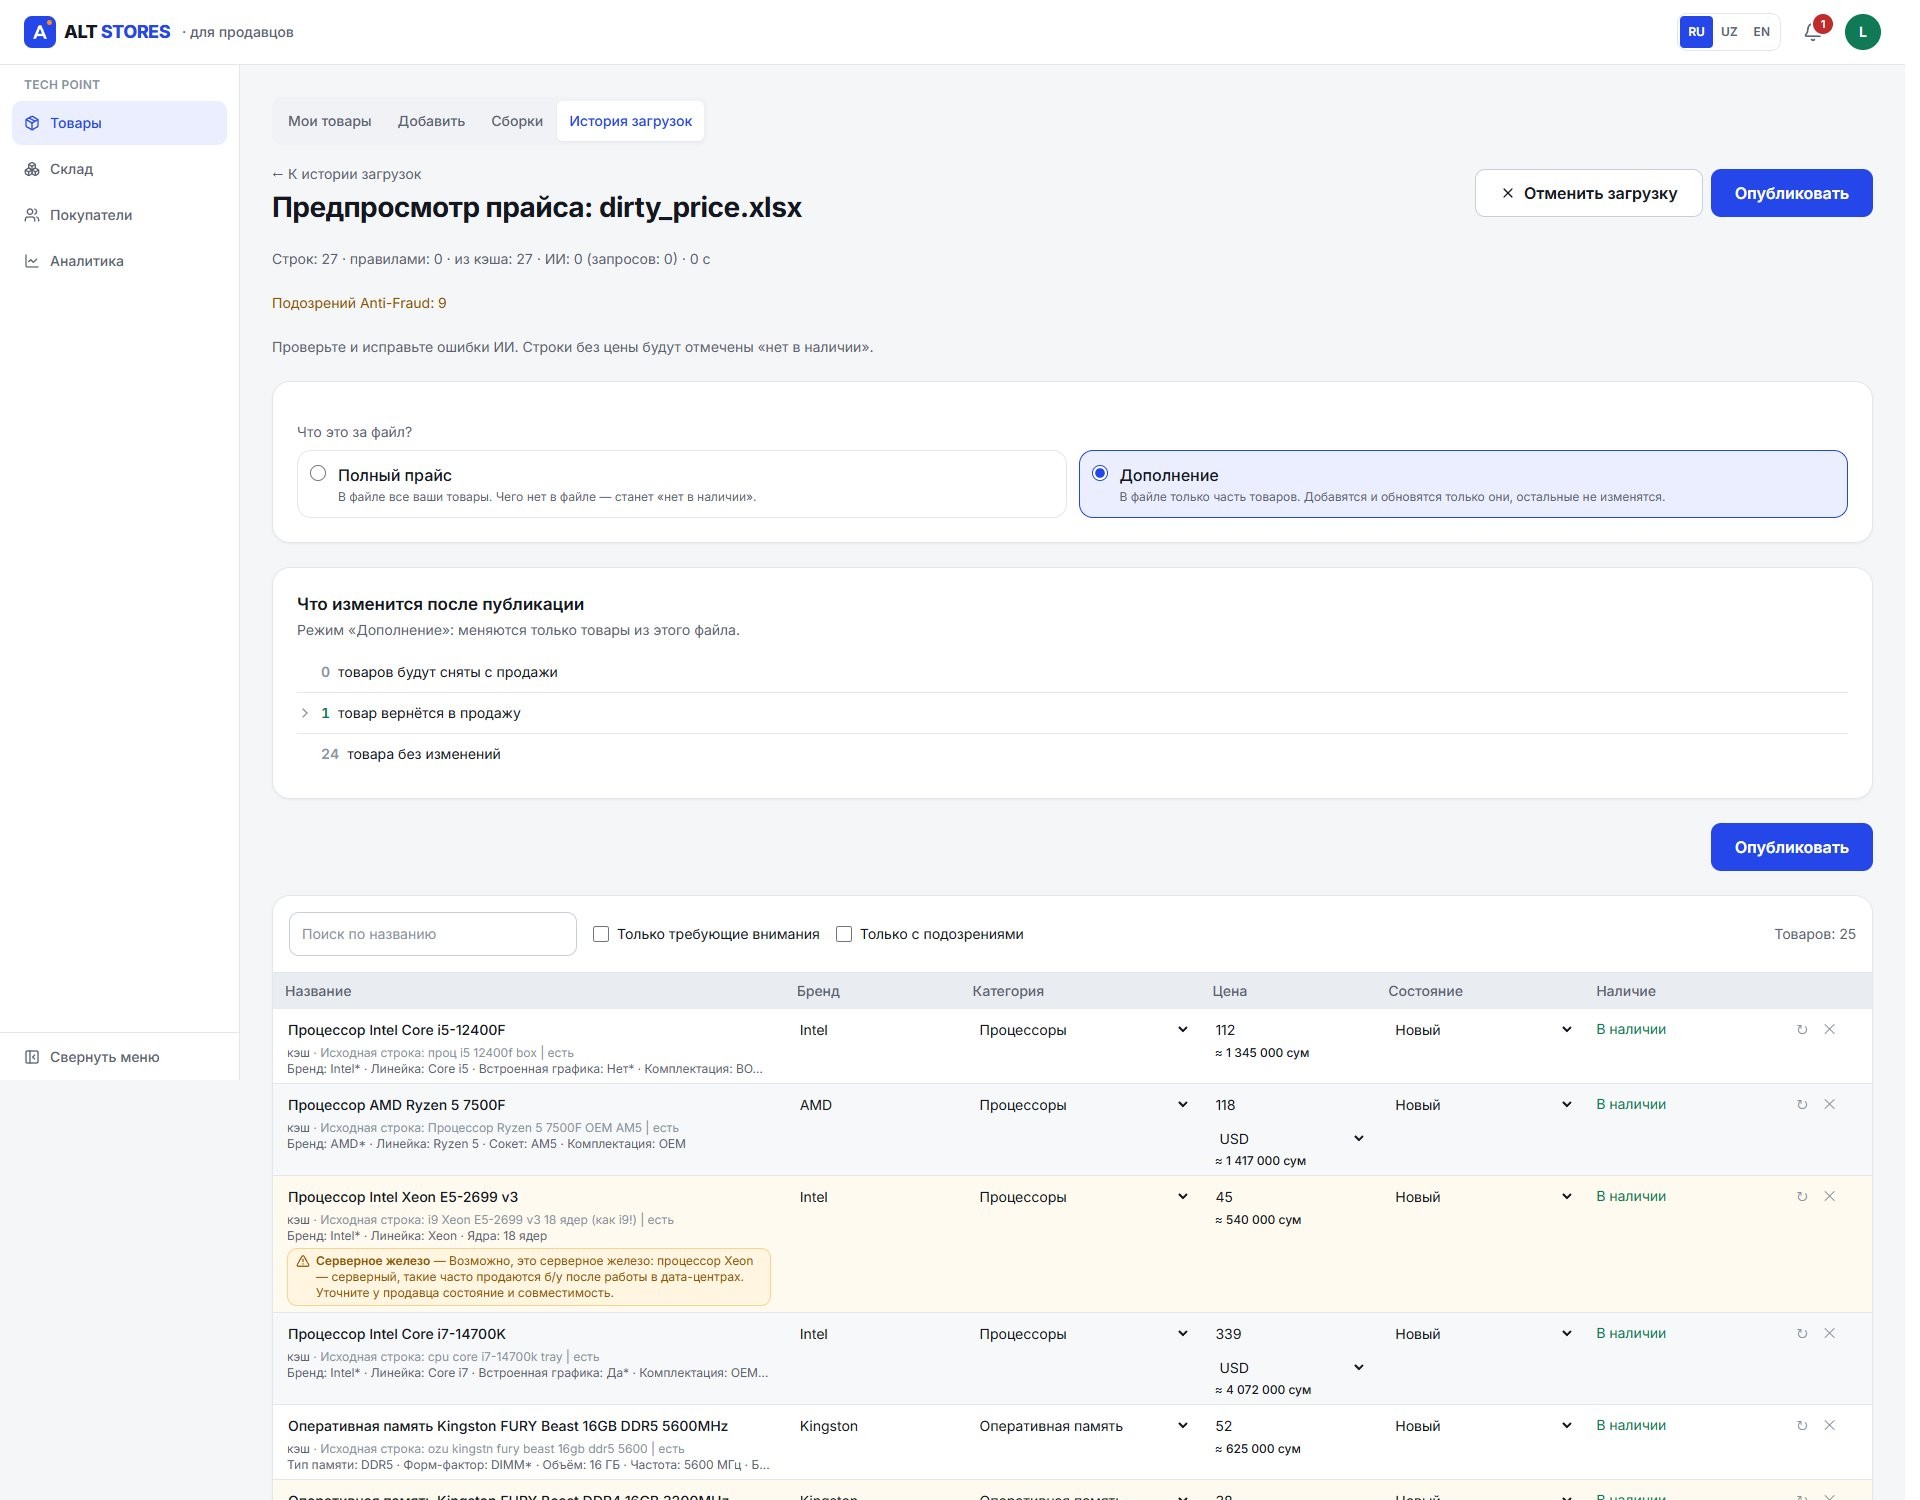 ALT STORES · для продавцов
RU UZ EN
1
L
TECH POINT
Товары
Склад
Покупатели
Аналитика
Свернуть меню
Мои товары Добавить Сборки История загрузок
← К истории загрузок
Предпросмотр прайса: dirty_price.xlsx
Отменить загрузку Опубликовать
Строк: 27 · правилами: 0 · из кэша: 27 · ИИ: 0 (запросов: 0) · 0 с
Подозрений Anti-Fraud: 9
Проверьте и исправьте ошибки ИИ. Строки без цены будут отмечены «нет в наличии».
Что это за файл?
Полный прайс
В файле все ваши товары. Чего нет в файле — станет «нет в наличии».
Дополнение
В файле только часть товаров. Добавятся и обновятся только они, остальные не изменятся.
Что изменится после публикации
Режим «Дополнение»: меняются только товары из этого файла.
0 товаров будут сняты с продажи
1 товар вернётся в продажу
24 товара без изменений
Опубликовать
Поиск по названию Только требующие внимания Только с подозрениями Товаров: 25
Название Бренд Категория Цена Состояние Наличие
Процессор Intel Core i5-12400F Intel Процессоры 112 Новый В наличии
кэш · Исходная строка: проц i5 12400f box | есть ≈ 1 345 000 сум
Бренд: Intel* · Линейка: Core i5 · Встроенная графика: Нет* · Комплектация: BO...
Процессор AMD Ryzen 5 7500F AMD Процессоры 118 Новый В наличии
кэш · Исходная строка: Процессор Ryzen 5 7500F OEM AM5 | есть USD
Бренд: AMD* · Линейка: Ryzen 5 · Сокет: AM5 · Комплектация: OEM
≈ 1 417 000 сум
Процессор Intel Xeon E5-2699 v3 Intel Процессоры 45 Новый В наличии
кэш · Исходная строка: i9 Xeon E5-2699 v3 18 ядер (как i9!) | есть ≈ 540 000 сум
Бренд: Intel* · Линейка: Xeon · Ядра: 18 ядер
Серверное железо — Возможно, это серверное железо: процессор Xeon
— серверный, такие часто продаются б/у после работы в дата-центрах.
Уточните у продавца состояние и совместимость.
Процессор Intel Core i7-14700K Intel Процессоры 339 Новый В наличии
кэш · Исходная строка: cpu core i7-14700k tray | есть USD
Бренд: Intel* · Линейка: Core i7 · Встроенная графика: Да* · Комплектация: OEM...
≈ 4 072 000 сум
Оперативная память Kingston FURY Beast 16GB DDR5 5600MHz Kingston Оперативная память 52 Новый В наличии
кэш · Исходная строка: ozu kingstn fury beast 16gb ddr5 5600 | есть ≈ 625 000 сум
Тип памяти: DDR5 · Форм-фактор: DIMM* · Объём: 16 ГБ · Частота: 5600 МГц · Б...
Оперативная память Kingston FURY Beast DDR4 16GB 3200MHz Kingston Оперативная память 38 Новый В наличии